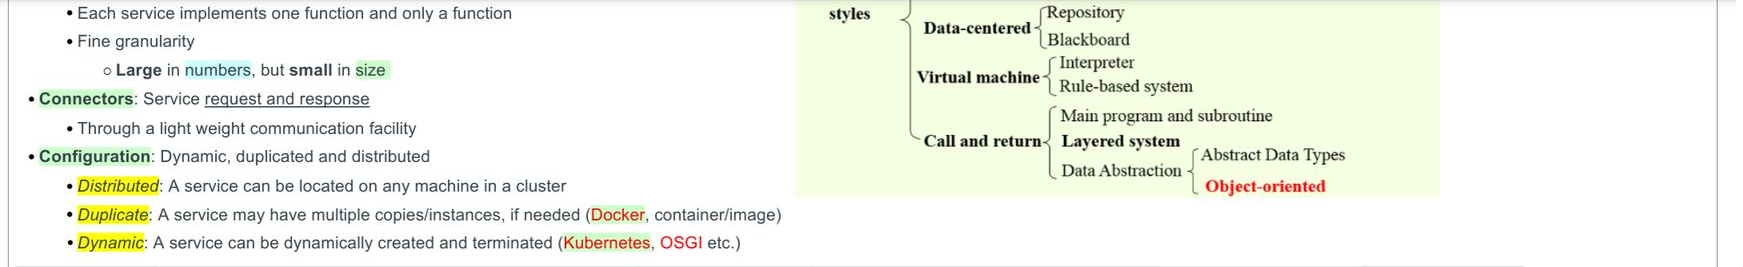 Each service implements one function and only a function
Fine granularity
Large in numbers, but small in size
Connectors: Service request and response
Through a light weight communication facility
Configuration: Dynamic, duplicated and distributed
Distributed: A service can be located on any machine in a cluster
Duplicate: A service may have multiple copies/instances, if needed (Docker, container/image)
Dynamic: A service can be dynamically created and terminated (Kubernetes, OSGI etc.)
styles
Data-centered
Repository
Blackboard
Virtual machine
Interpreter
Rule-based system
Call and return
Main program and subroutine
Layered system
Data Abstraction
Abstract Data Types
Object-oriented